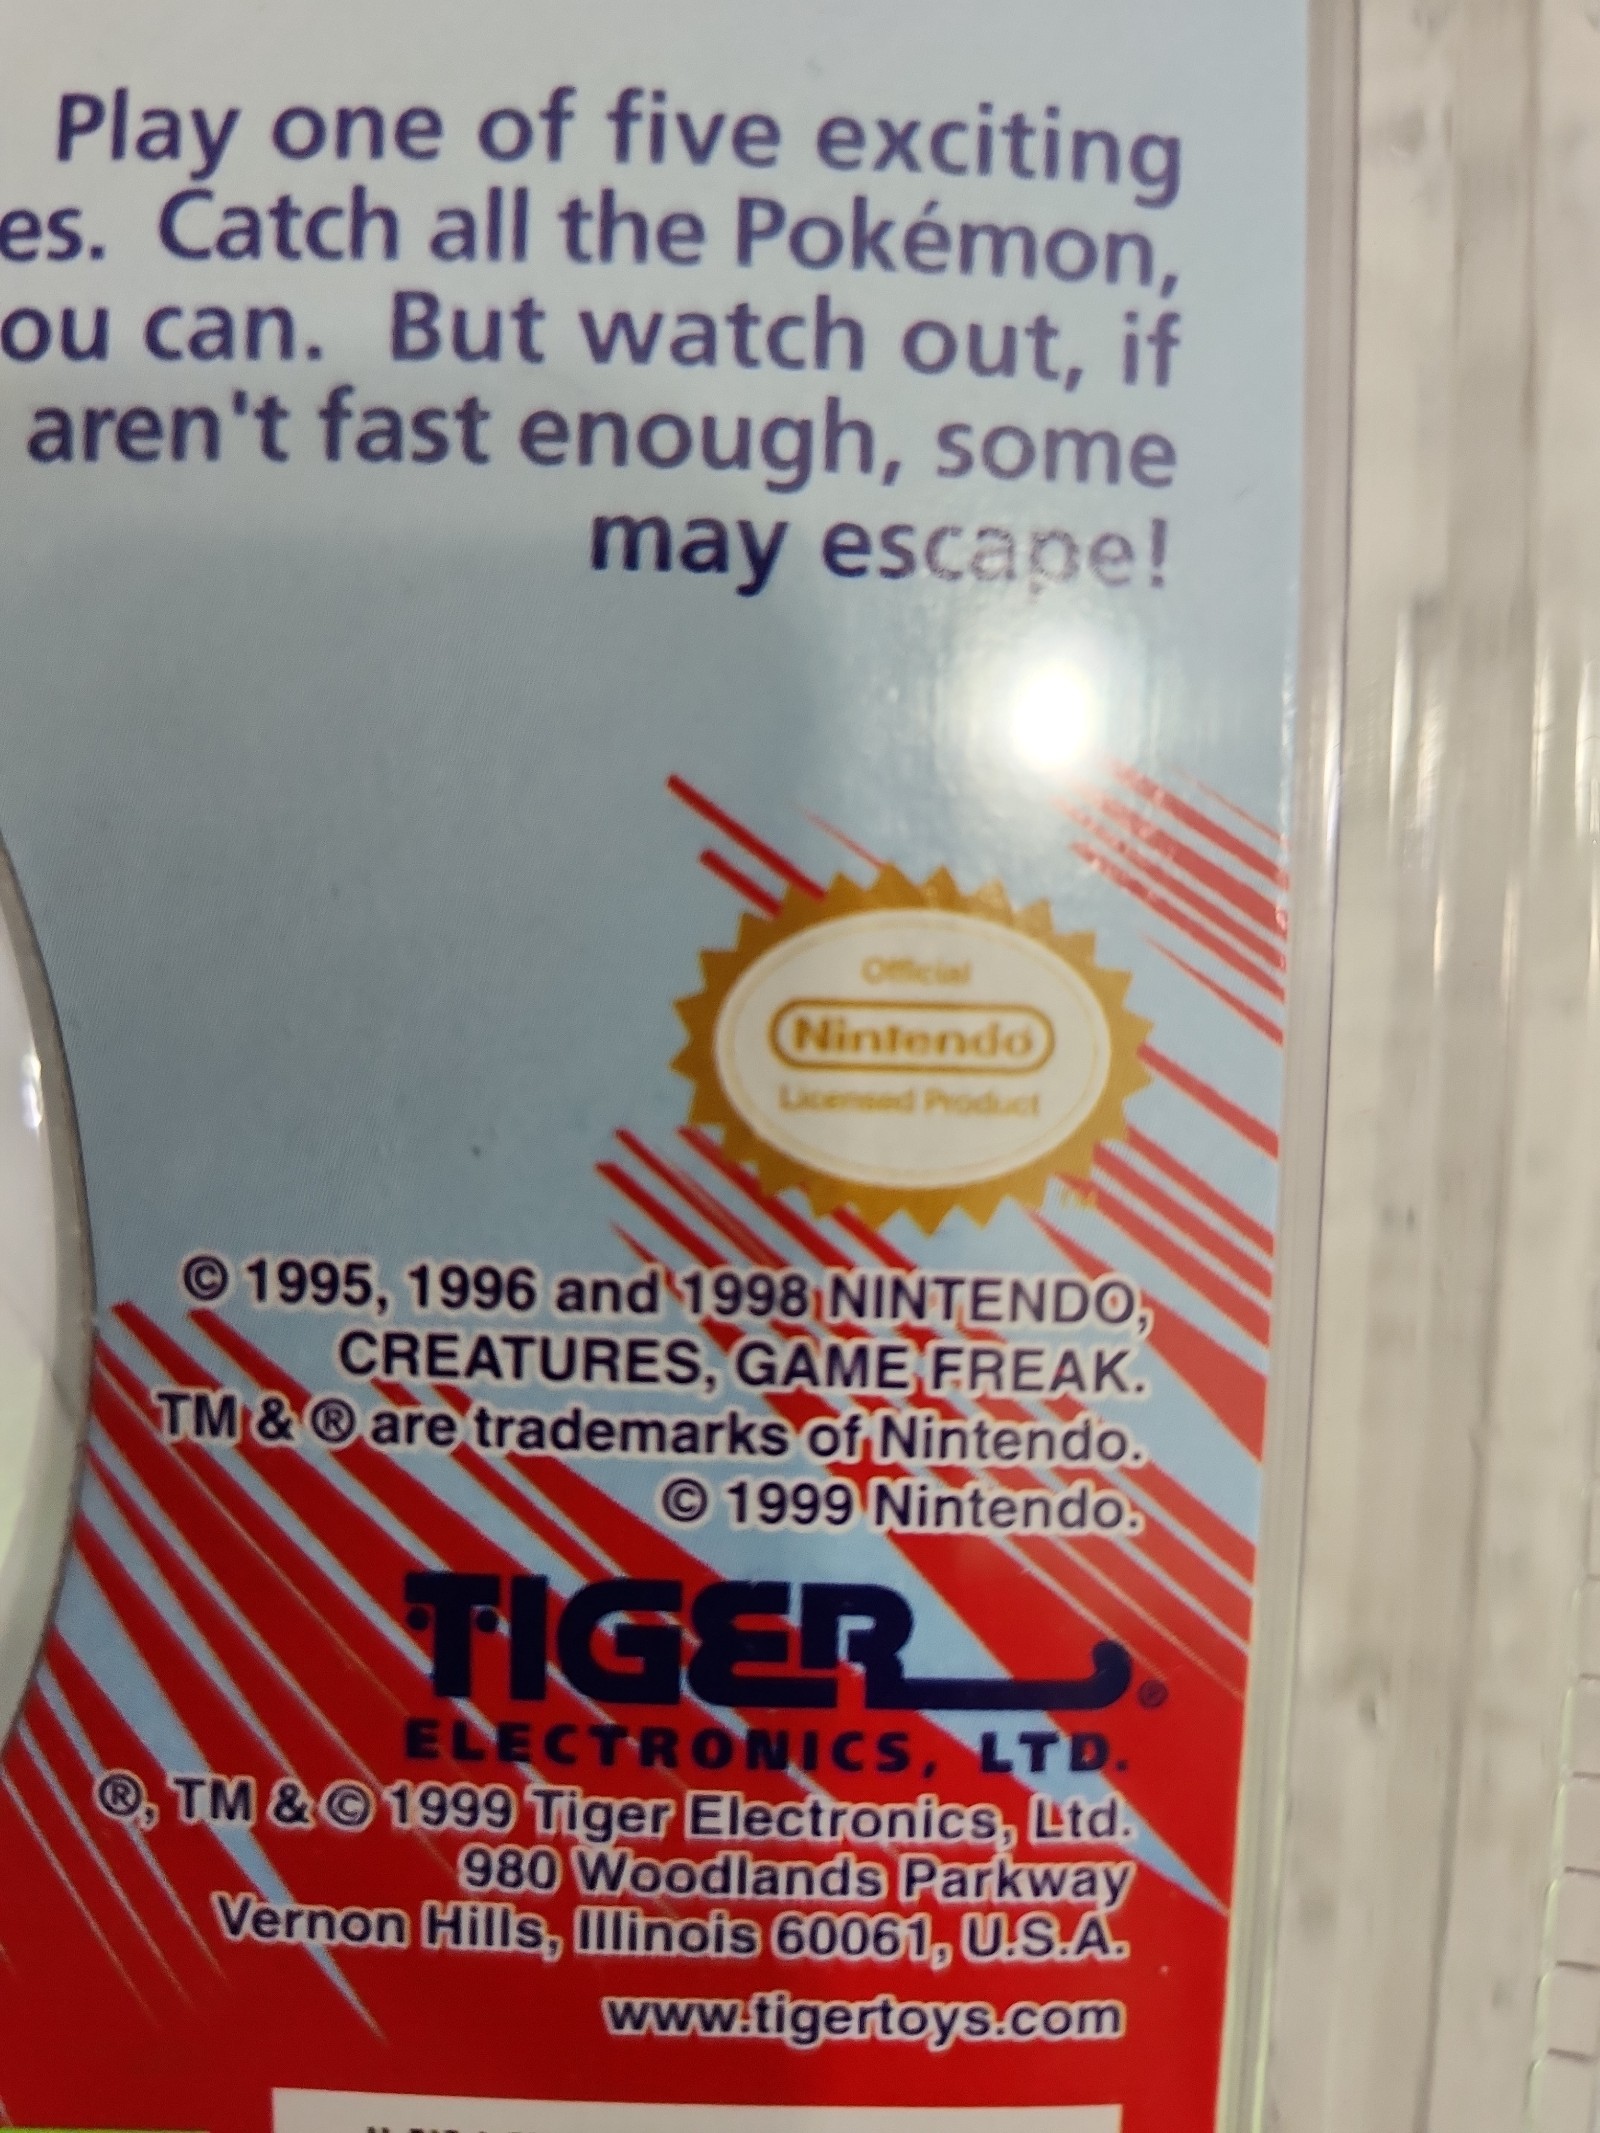 Play one of five exciting
es. Catch all the Pokémon,
ou can. But watch out, if
aren't fast enough, some
may escape!
Official
Nintendo
Licensed Product
TM
© 1995, 1996 and 1998 NINTENDO,
CREATURES, GAME FREAK.
TM & ® are trademarks of Nintendo.
© 1999 Nintendo.
TIGER®
ELECTRONICS, LTD.
®, TM & © 1999 Tiger Electronics, Ltd.
980 Woodlands Parkway
Vernon Hills, Illinois 60061, U.S.A.
www.tigertoys.com